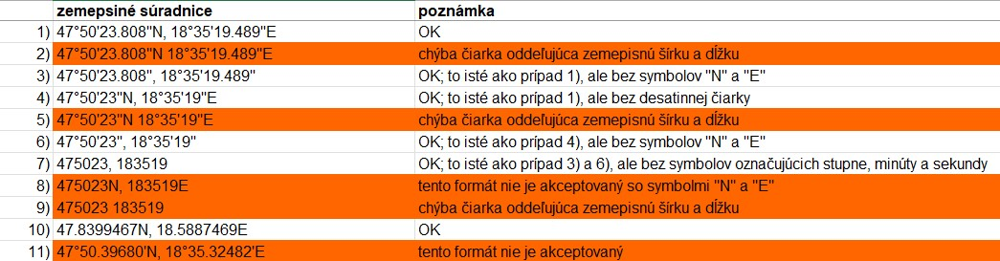 zemepsiné súradnice poznámka
1) 47°50'23.808"N, 18°35'19.489"E OK
2) 47°50'23.808"N 18°35'19.489"E chýba čiarka oddeľujúca zemepisnú šírku a dĺžku
3) 47°50'23.808", 18°35'19.489" OK; to isté ako prípad 1), ale bez symbolov "N" a "E"
4) 47°50'23"N, 18°35'19"E OK; to isté ako prípad 1), ale bez desatinnej čiarky
5) 47°50'23"N 18°35'19"E chýba čiarka oddeľujúca zemepisnú šírku a dĺžku
6) 47°50'23", 18°35'19" OK; to isté ako prípad 4), ale bez symbolov "N" a "E"
7) 475023, 183519 OK; to isté ako prípad 3) a 6), ale bez symbolov označujúcich stupne, minúty a sekundy
8) 475023N, 183519E tento formát nie je akceptovaný so symbolmi "N" a "E"
9) 475023 183519 chýba čiarka oddeľujúca zemepisnú šírku a dĺžku
10) 47.8399467N, 18.5887469E OK
11) 47°50.39680'N, 18°35.32482'E tento formát nie je akceptovaný